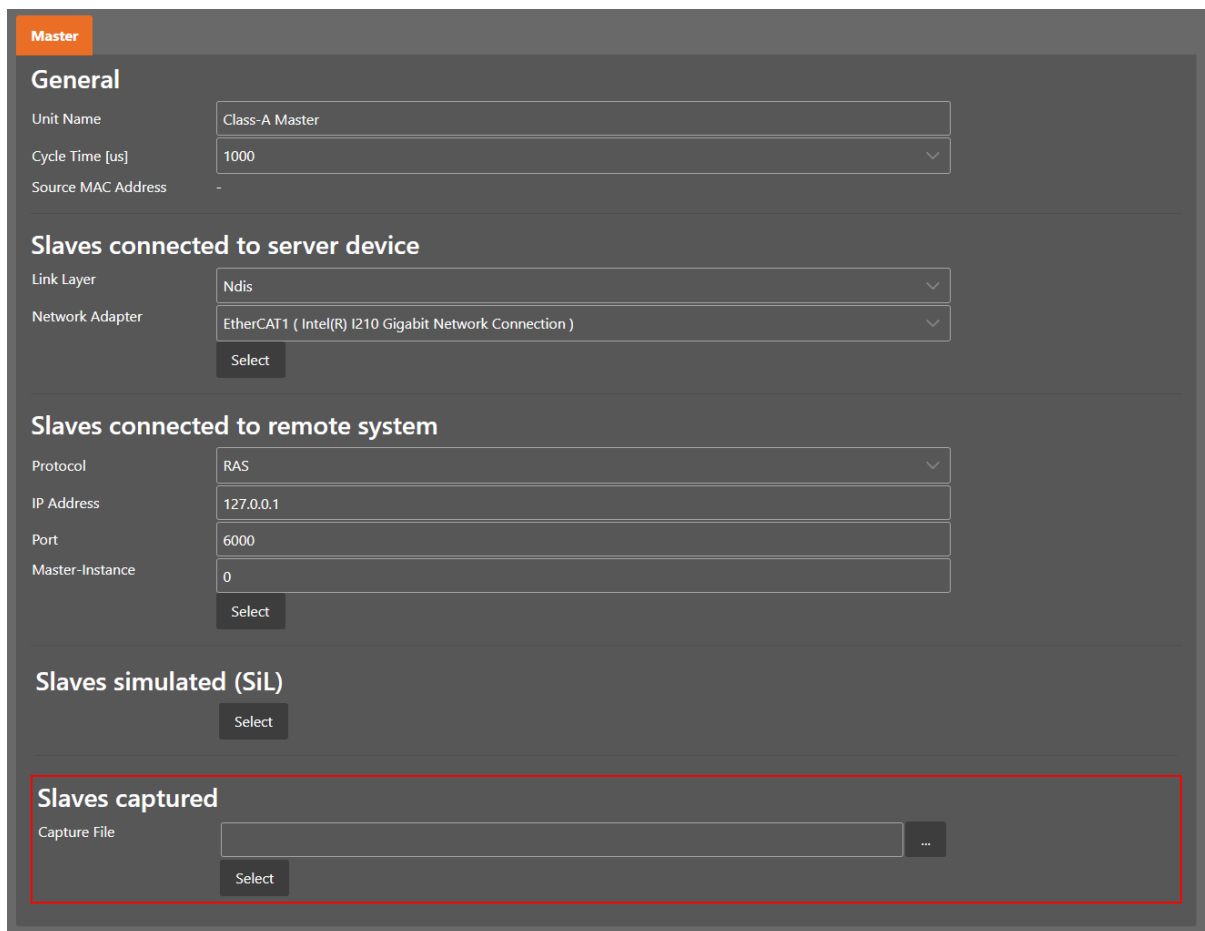 Master
General
Unit Name Class-A Master
Cycle Time [us] 1000
Source MAC Address -
Slaves connected to server device
Link Layer Ndis
Network Adapter EtherCAT1 ( Intel(R) I210 Gigabit Network Connection )
Select
Slaves connected to remote system
Protocol RAS
IP Address 127.0.0.1
Port 6000
Master-Instance 0
Select
Slaves simulated (SiL)
Select
Slaves captured
Capture File ...
Select